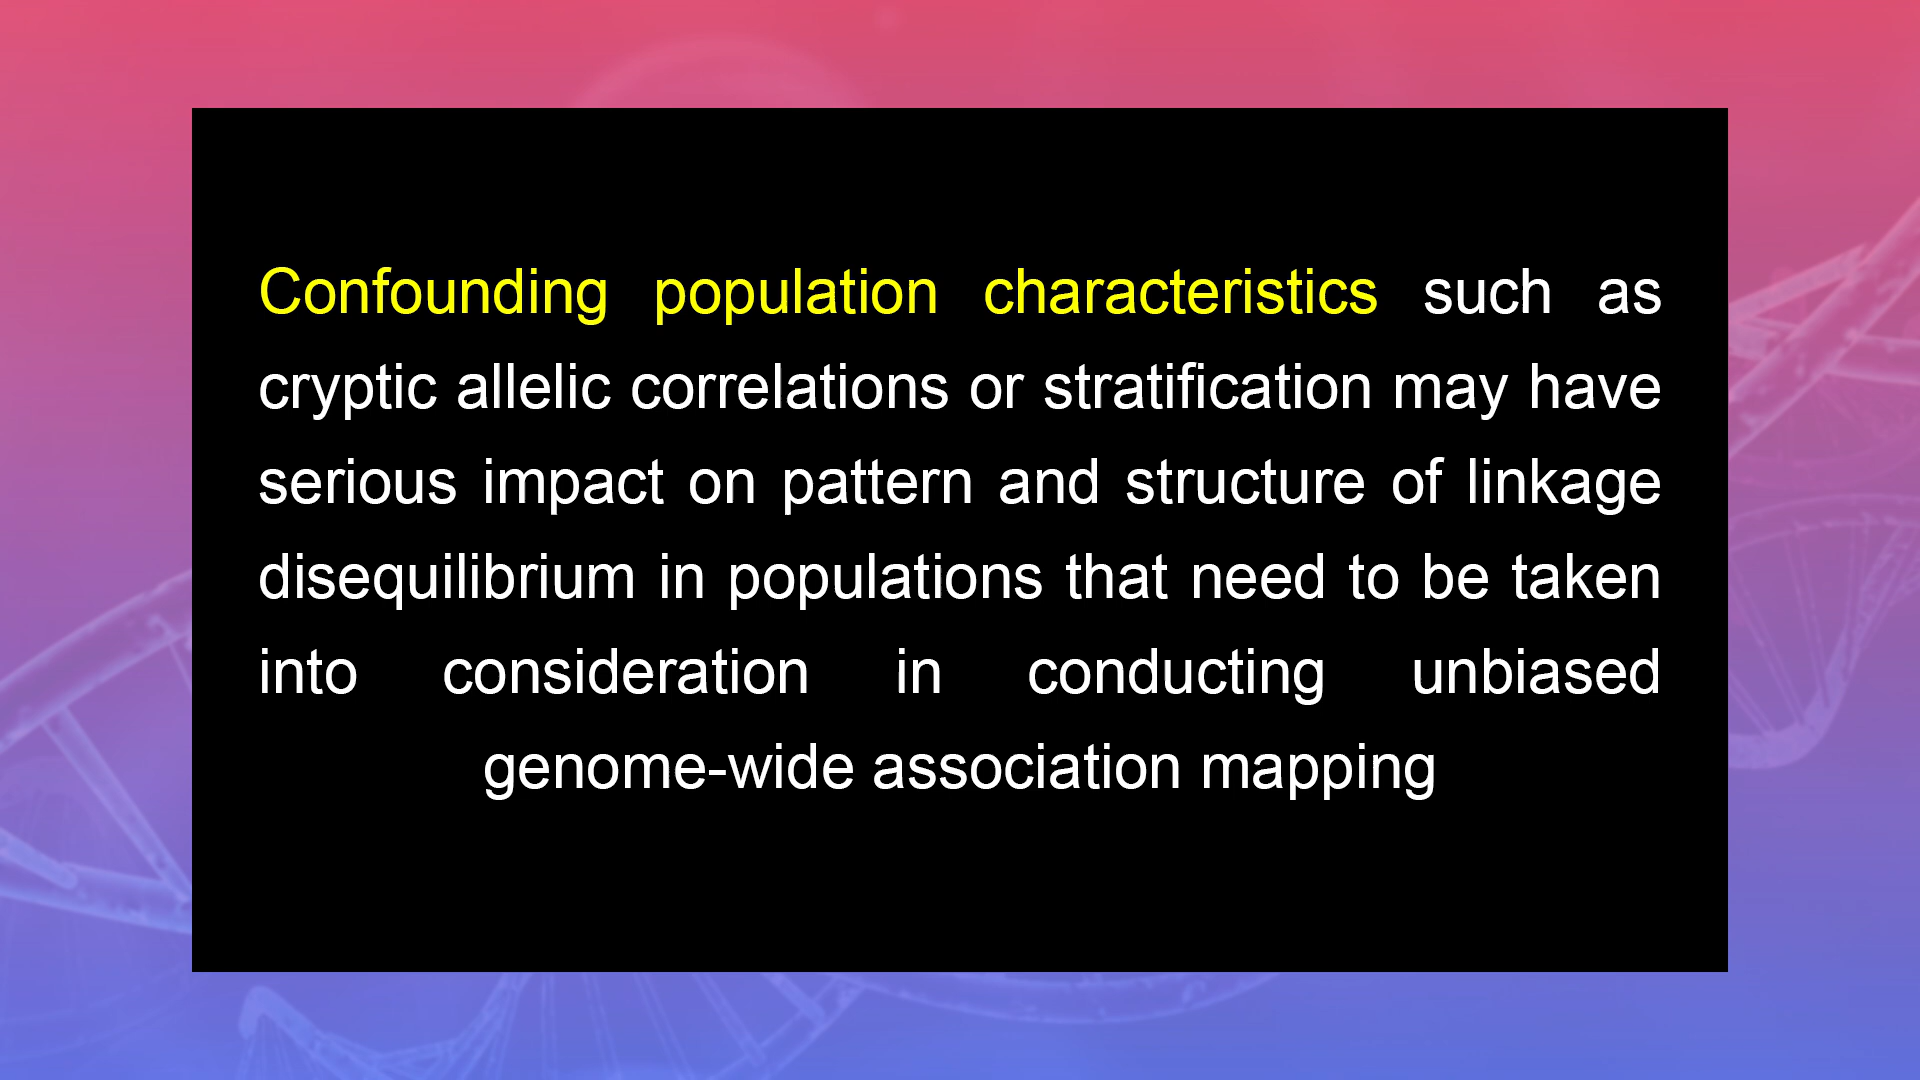 Confounding population characteristics such as
cryptic allelic correlations or stratification may have
serious impact on pattern and structure of linkage
disequilibrium in populations that need to be taken
into consideration in conducting unbiased
genome-wide association mapping